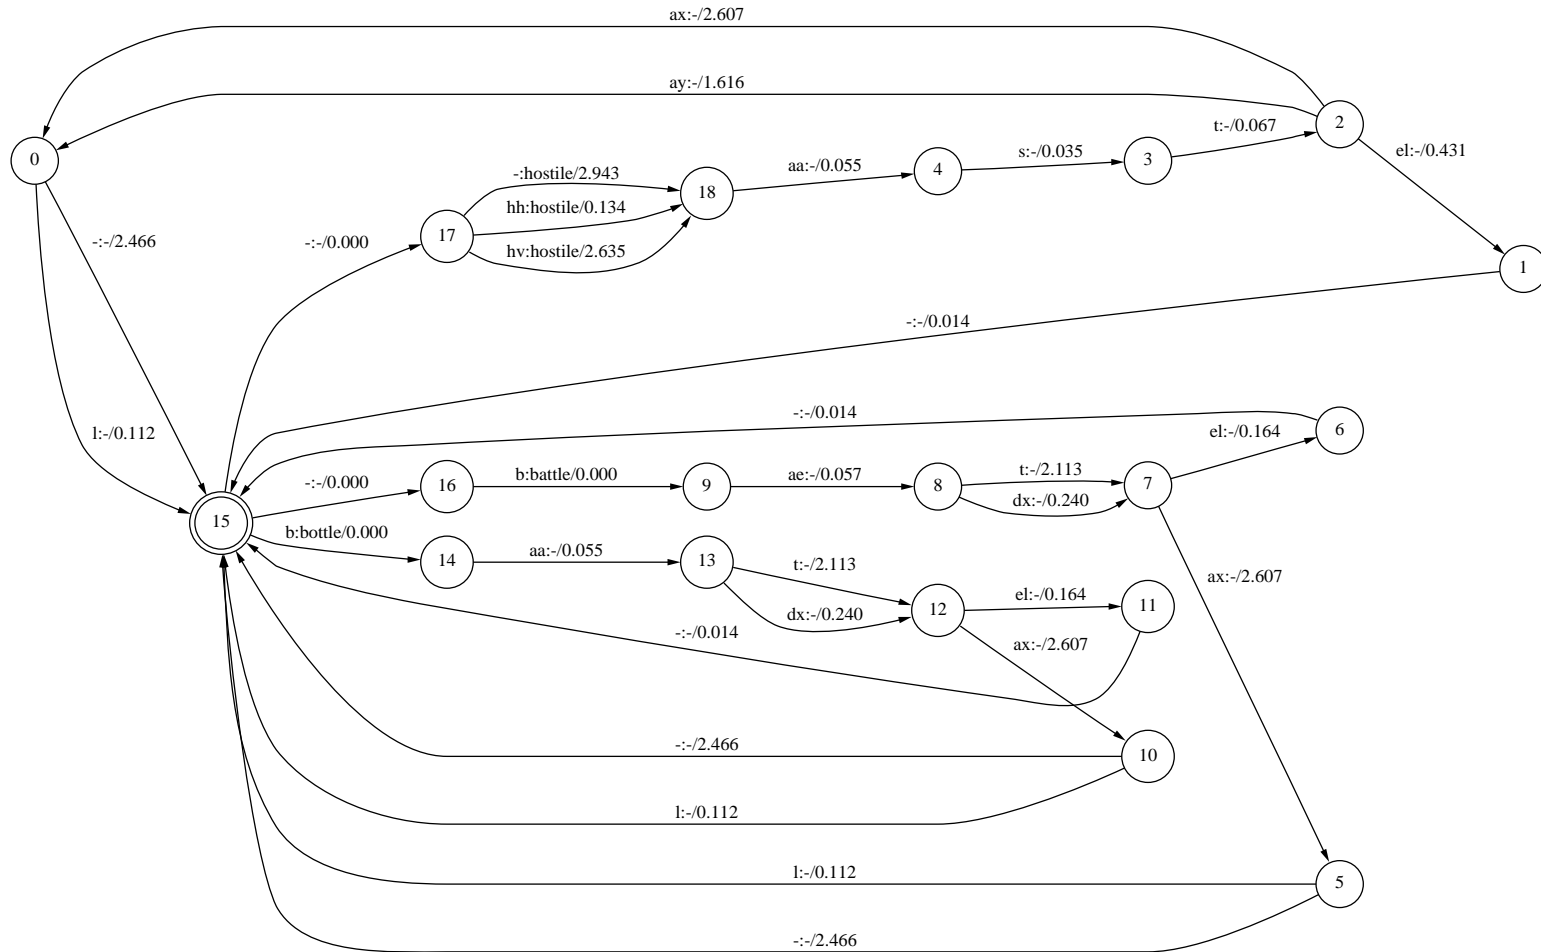 ax:-/2.607
ay:-/1.616
2
t:-/0.067
0
3
s:-/0.035
el:-/0.431
4
aa:-/0.055
-:hostile/2.943
18
hh:hostile/0.134
17
-:-/2.466
-:-/0.000
hv:hostile/2.635
1
-:-/0.014
-:-/0.014
6
l:-/0.112
el:-/0.164
-:-/0.000
16
b:battle/0.000
9
ae:-/0.057
8
t:-/2.113
7
dx:-/0.240
15
b:bottle/0.000
14
aa:-/0.055
13
t:-/2.113
ax:-/2.607
el:-/0.164
11
dx:-/0.240
12
-:-/0.014
ax:-/2.607
-:-/2.466
10
l:-/0.112
l:-/0.112
5
-:-/2.466